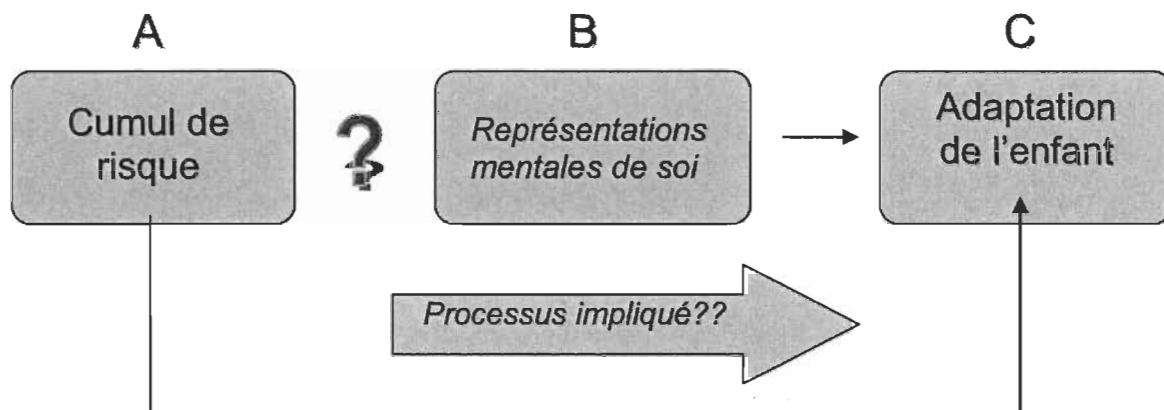 A
B
C
Cumul de
risque
?
Représentations
mentales de soi
Adaptation
de l'enfant
Processus impliqué??